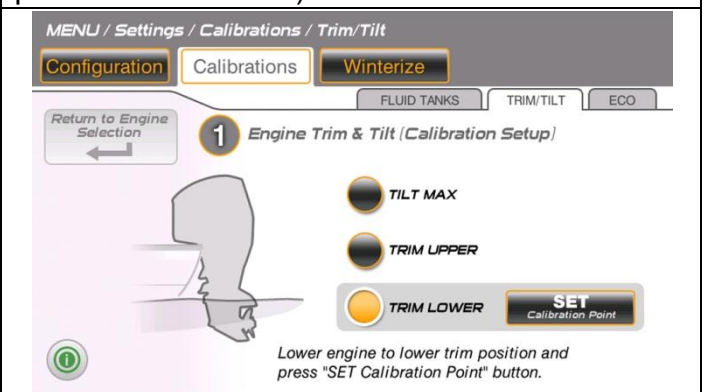 MENU / Settings / Calibrations / Trim/Tilt
Configuration Calibrations Winterize
FLUID TANKS TRIM/TILT ECO
Return to Engine
Selection
1 Engine Trim & Tilt (Calibration Setup)
TILT MAX
TRIM UPPER
TRIM LOWER
SET
Calibration Point
Lower engine to lower trim position and
press "SET Calibration Point" button.